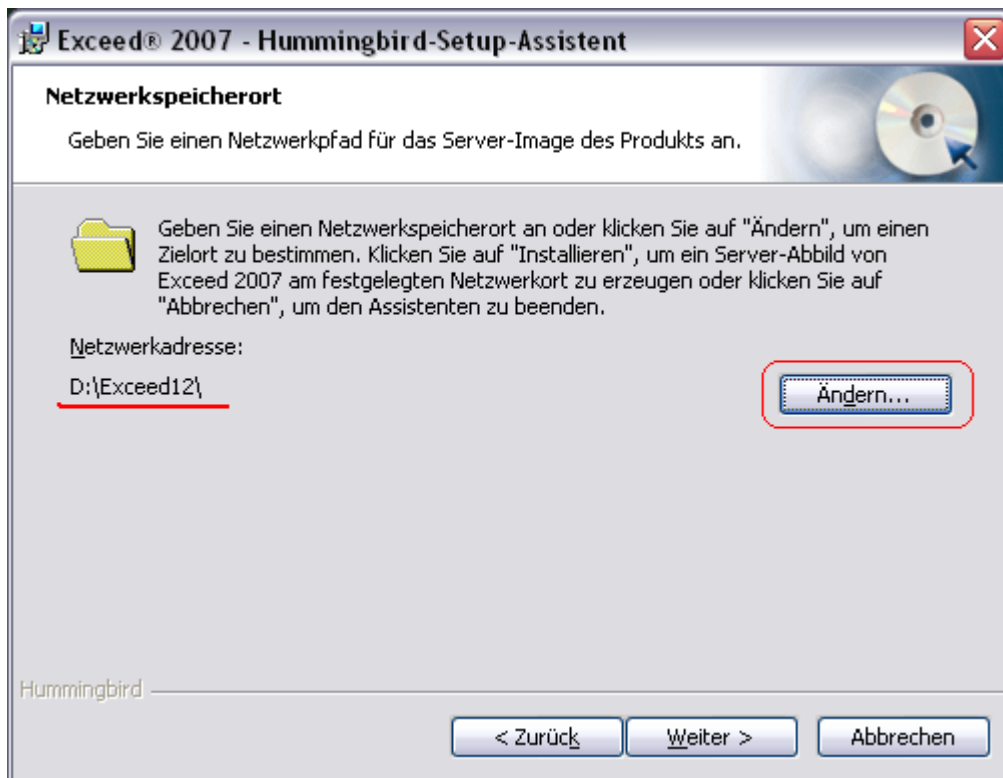 Exceed® 2007 - Hummingbird-Setup-Assistent
Netzwerkspeicherort
Geben Sie einen Netzwerkpfad für das Server-Image des Produkts an.
Geben Sie einen Netzwerkspeicherort an oder klicken Sie auf "Ändern", um einen
Zielort zu bestimmen. Klicken Sie auf "Installieren", um ein Server-Abbild von
Exceed 2007 am festgelegten Netzwerkort zu erzeugen oder klicken Sie auf
"Abbrechen", um den Assistenten zu beenden.
Netzwerkadresse:
D:\Exceed12\
Ändern...
Hummingbird
< Zurück
Weiter >
Abbrechen